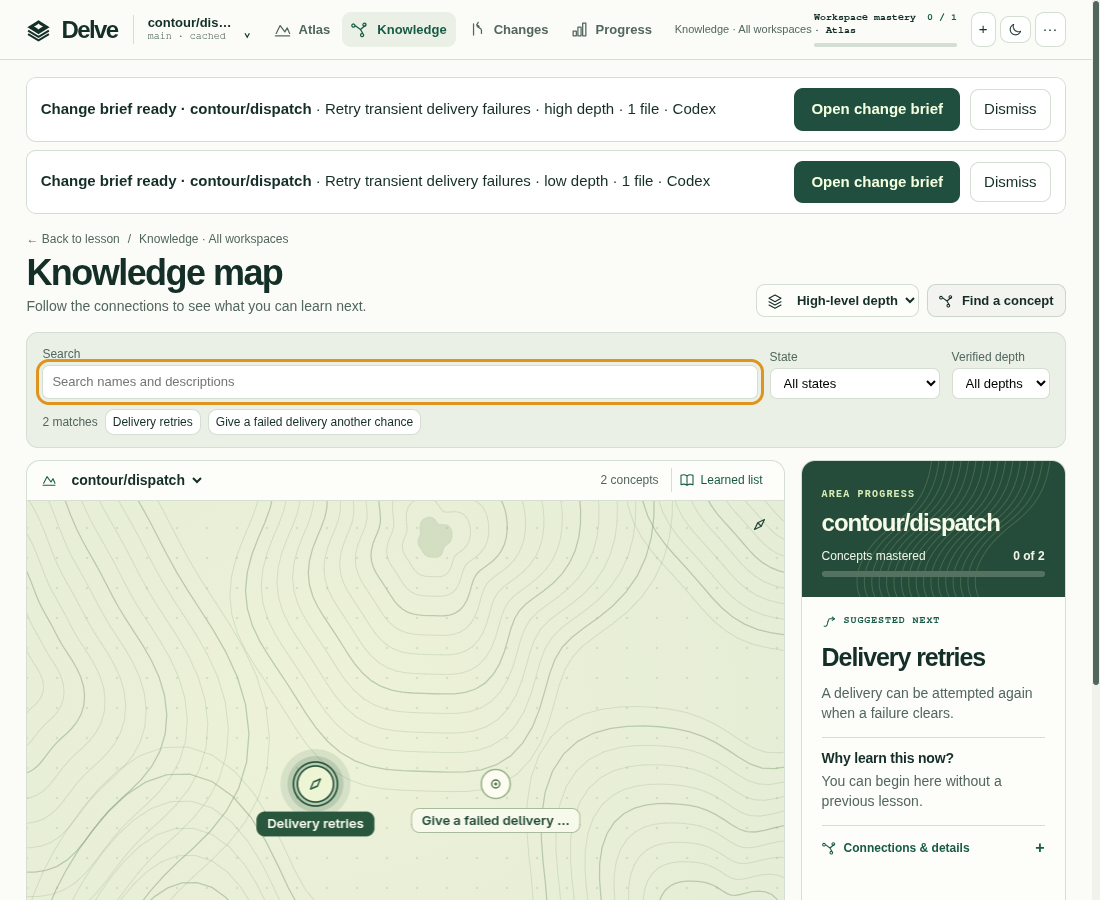 Delve
contour/dis...
main · cached
Atlas
Knowledge
Changes
Progress
Knowledge · All workspaces ·
Workspace mastery 0 / 1
Atlas
+
...
Change brief ready · contour/dispatch · Retry transient delivery failures · high depth · 1 file · Codex
Open change brief
Dismiss
Change brief ready · contour/dispatch · Retry transient delivery failures · low depth · 1 file · Codex
Open change brief
Dismiss
← Back to lesson / Knowledge · All workspaces
Knowledge map
Follow the connections to see what you can learn next.
High-level depth
Find a concept
Search
Search names and descriptions
State
All states
Verified depth
All depths
2 matches
Delivery retries
Give a failed delivery another chance
contour/dispatch
2 concepts
Learned list
Delivery retries
Give a failed delivery ...
AREA PROGRESS
contour/dispatch
Concepts mastered 0 of 2
SUGGESTED NEXT
Delivery retries
A delivery can be attempted again
when a failure clears.
Why learn this now?
You can begin here without a
previous lesson.
Connections & details +